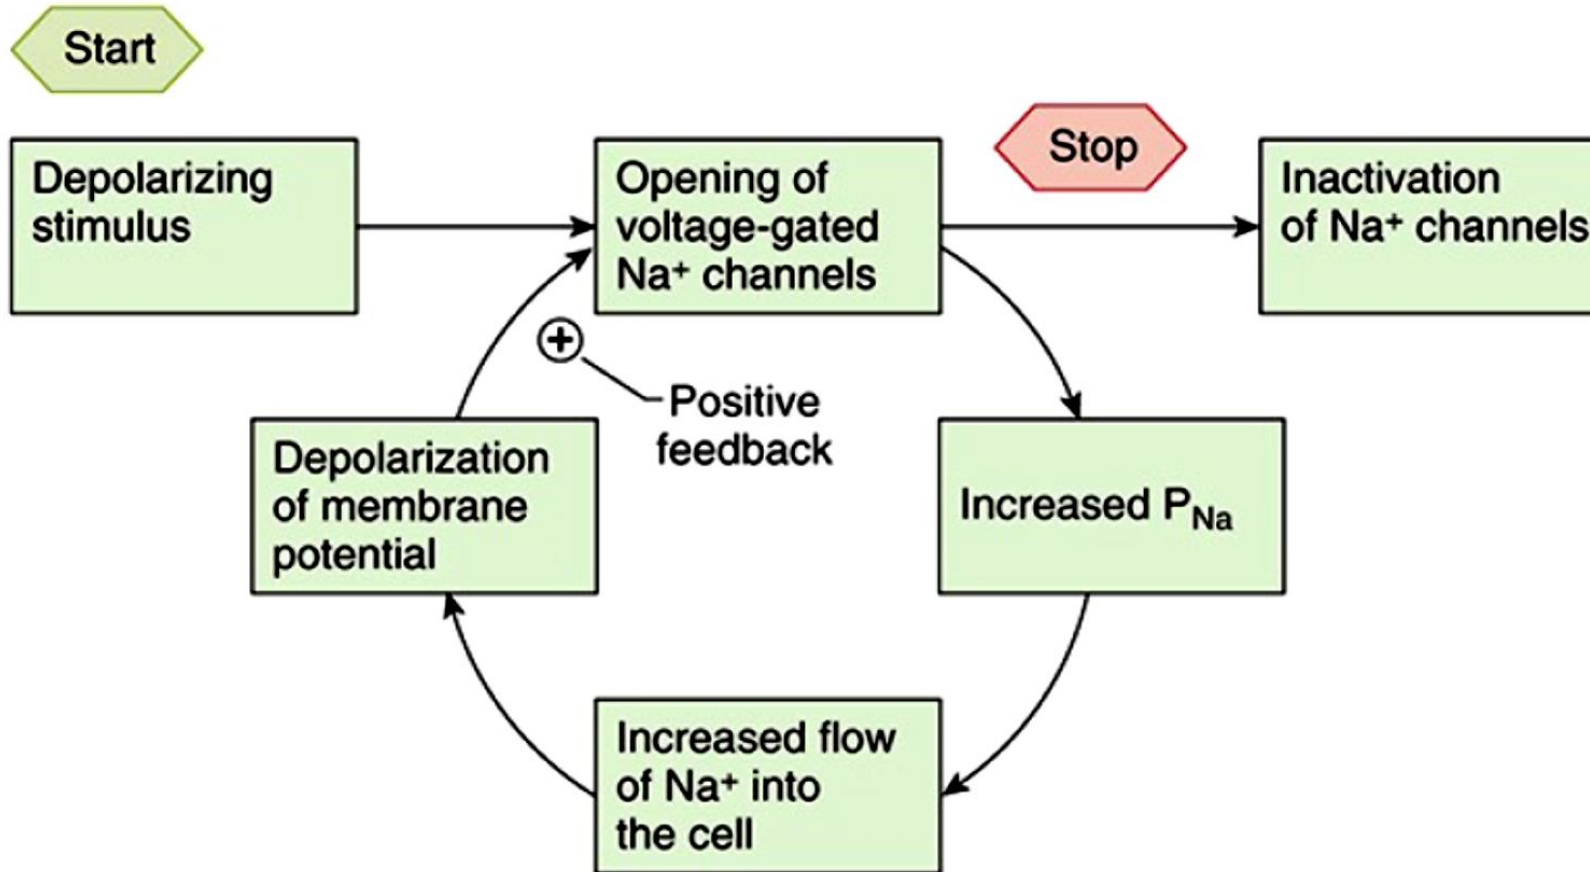 Start
Depolarizing
stimulus
Opening of
voltage-gated
Na⁺ channels
Stop
Inactivation
of Na⁺ channels
+
Positive
feedback
Depolarization
of membrane
potential
Increased P_Na
Increased flow
of Na⁺ into
the cell